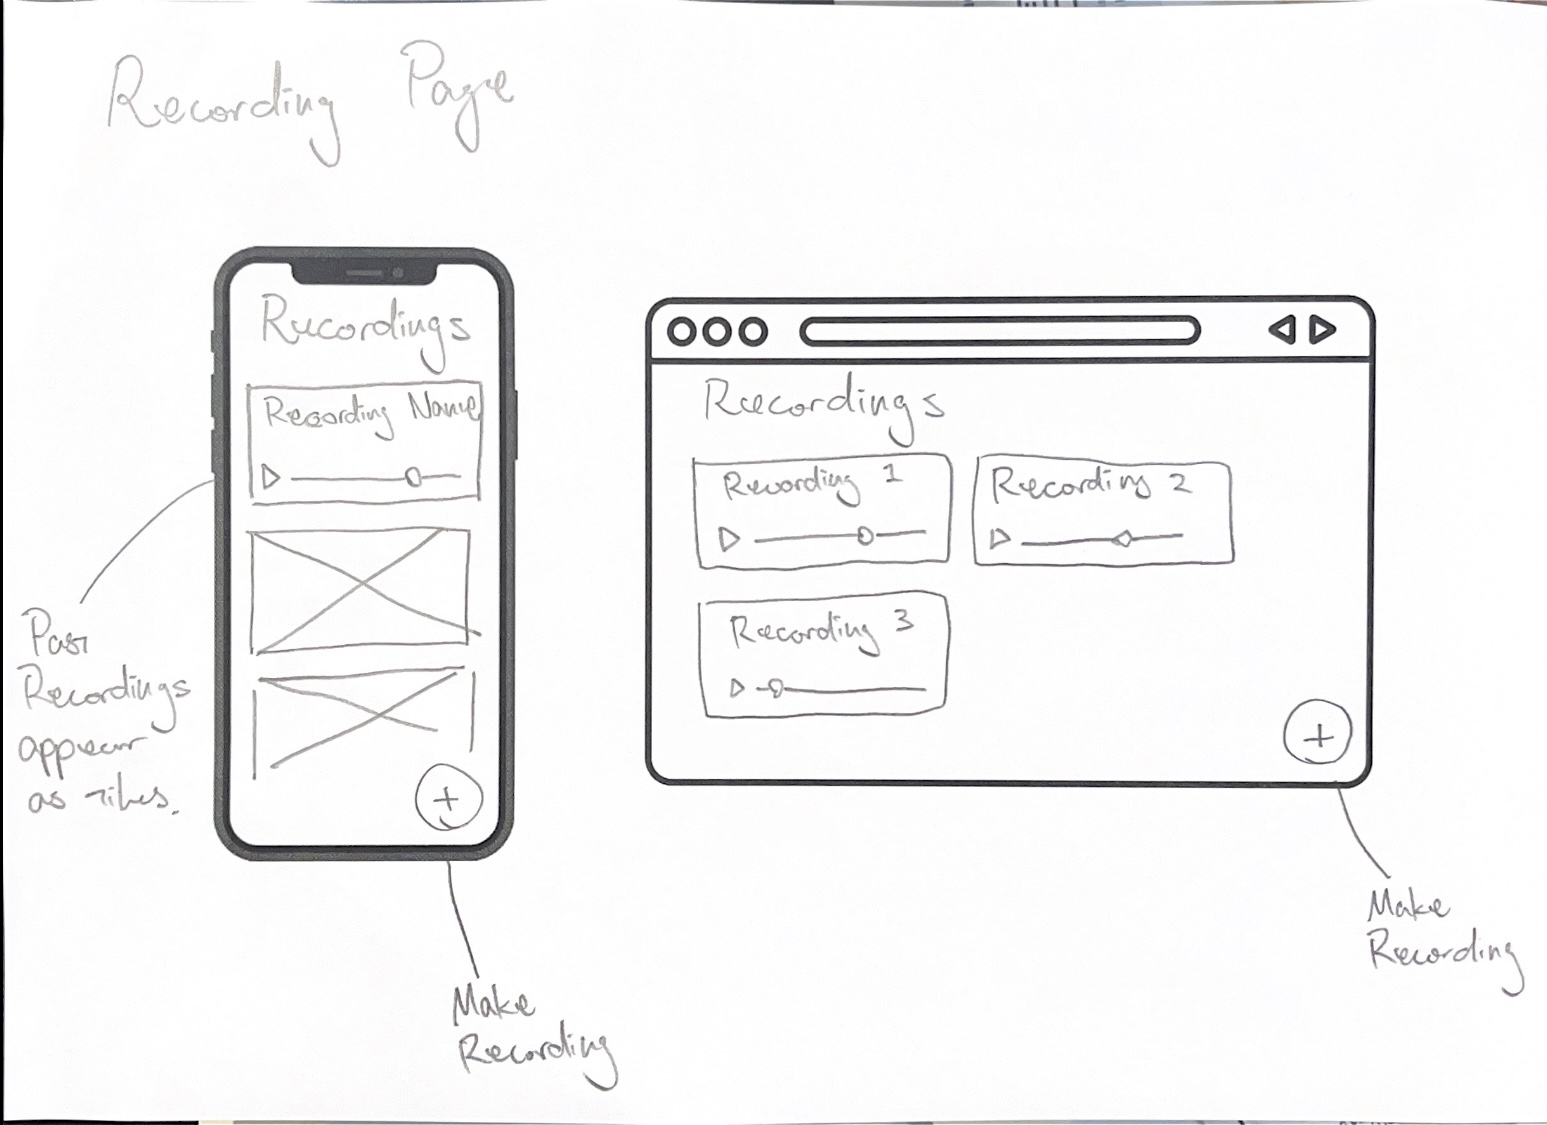 Recording Page
Recordings
Recording Name
Past
Recordings
appear
as tiles.
Make
Recording
Recordings
Recording 1
Recording 2
Recording 3
Make
Recording